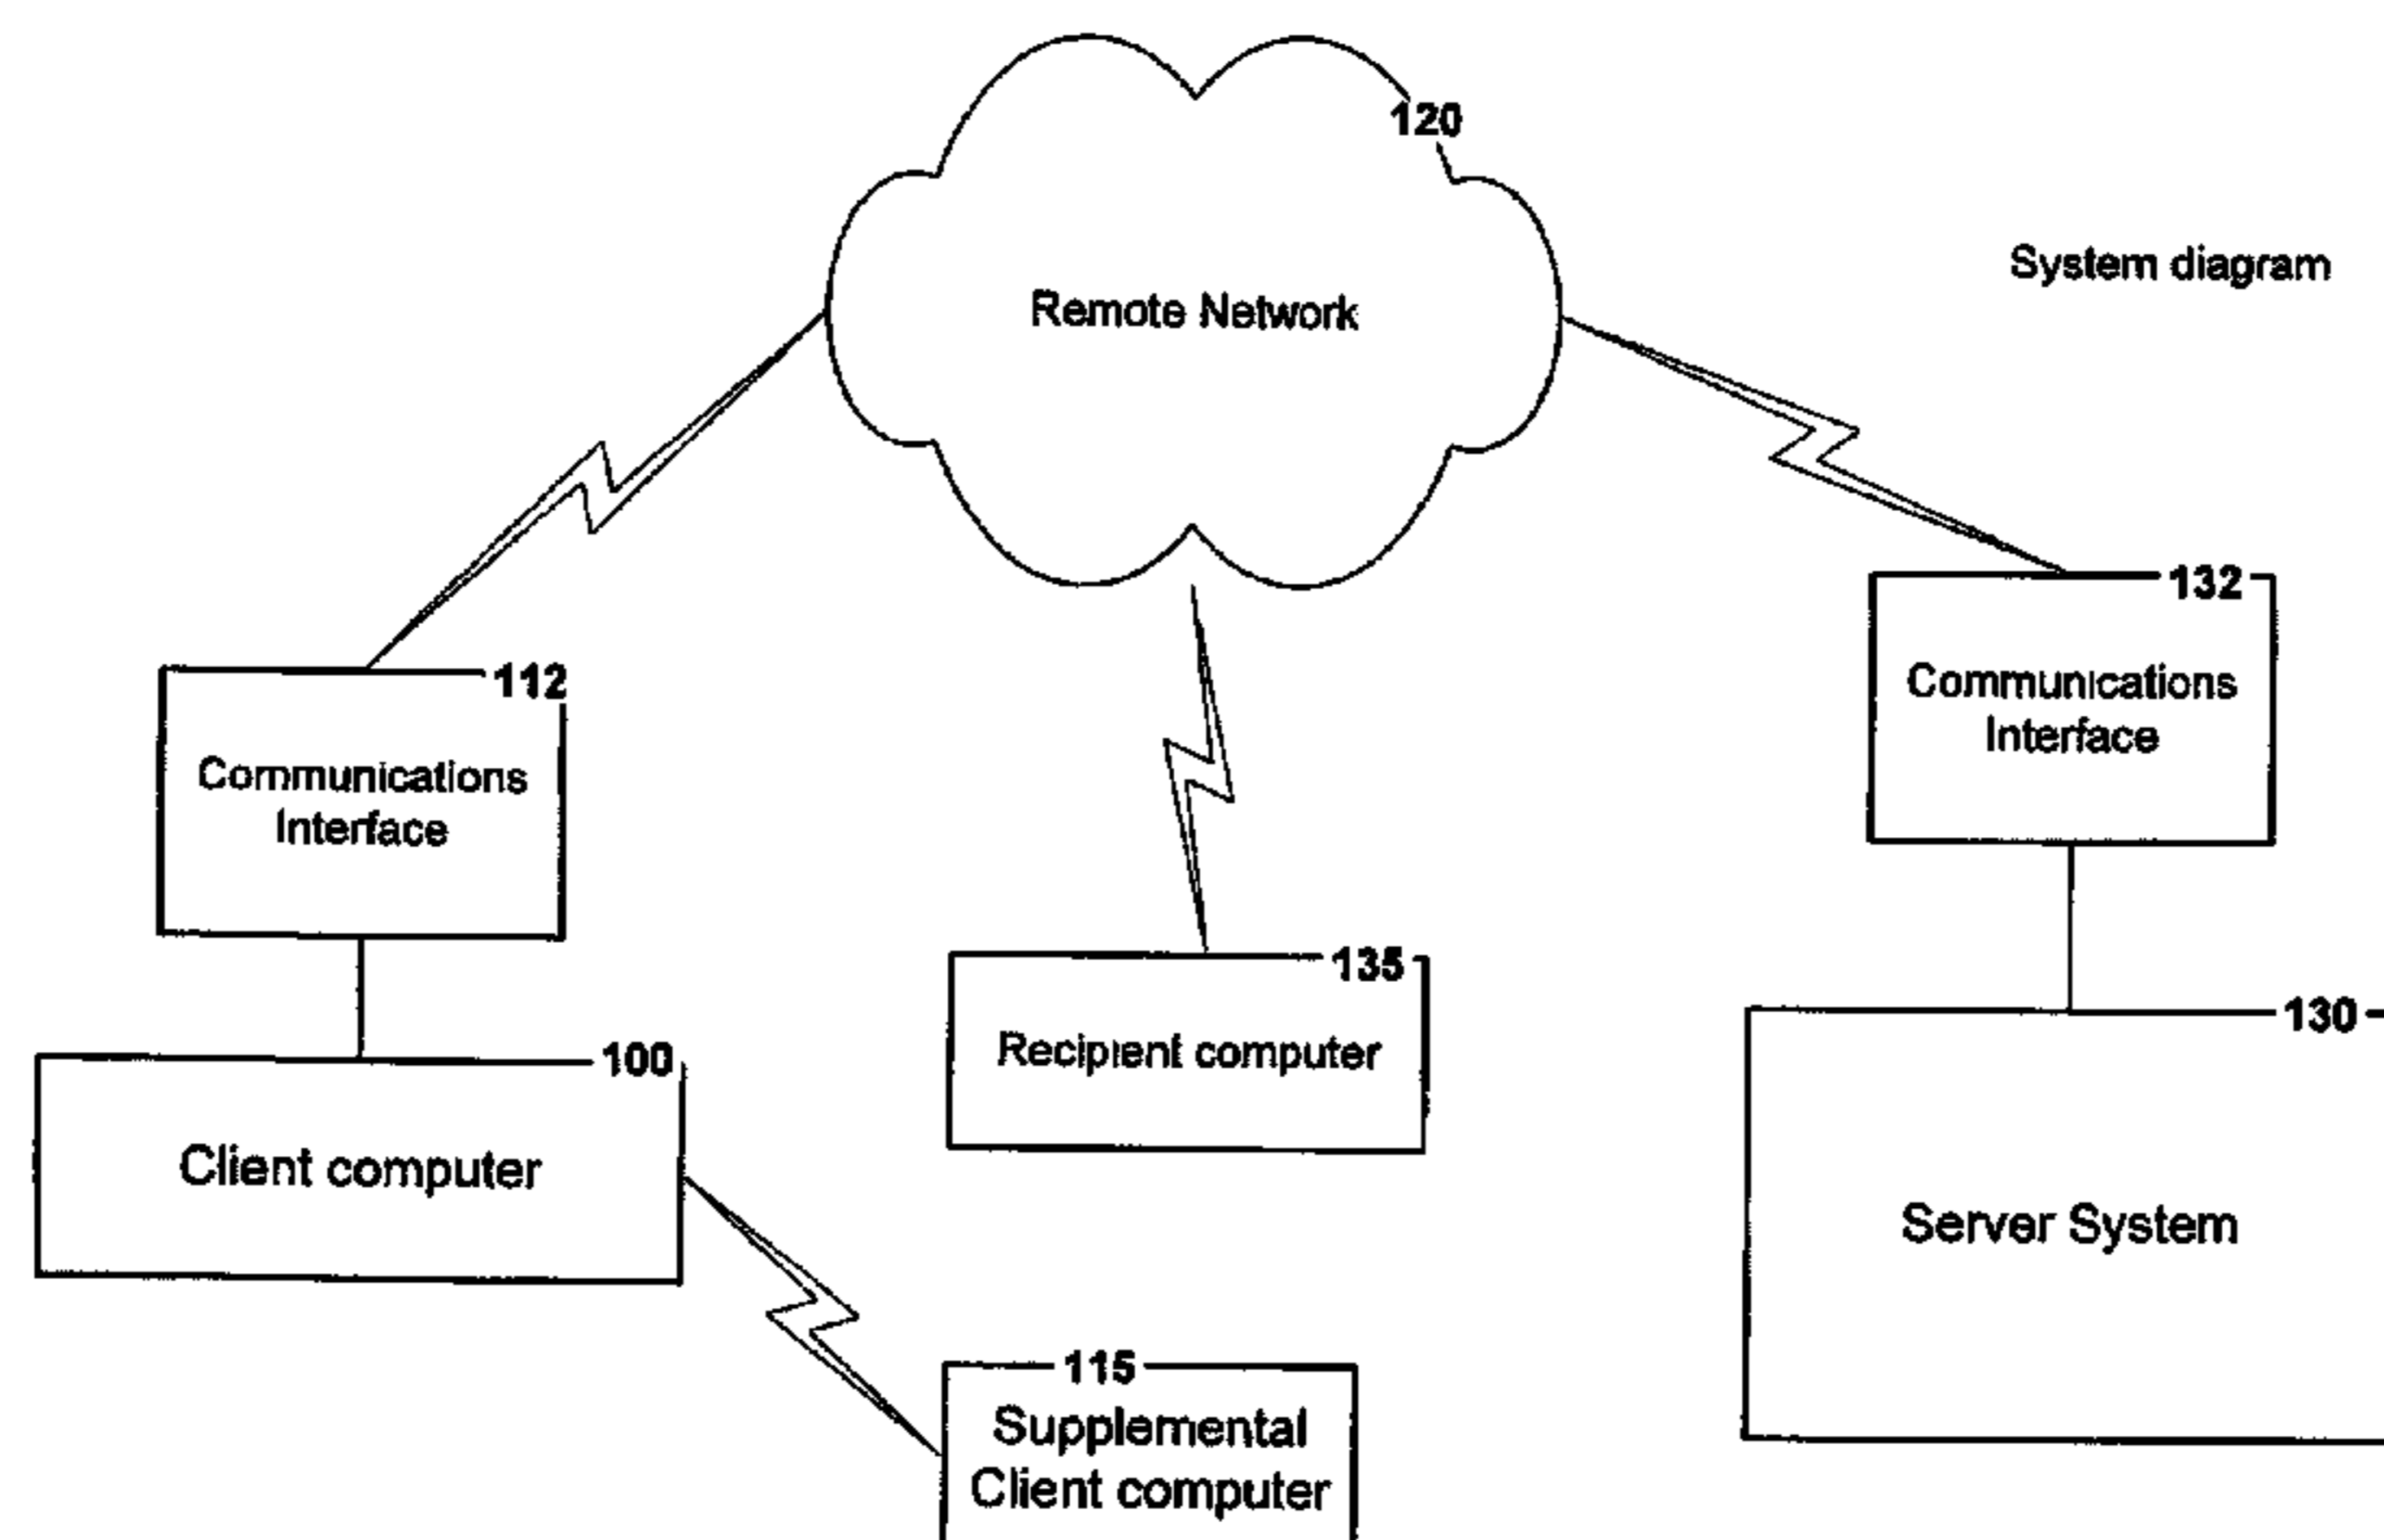 120
System diagram
Remote Network
132
Communications
Interface
112
Communications
Interface
135
Recipient computer
130
Server System
100
Client computer
115
Supplemental
Client computer